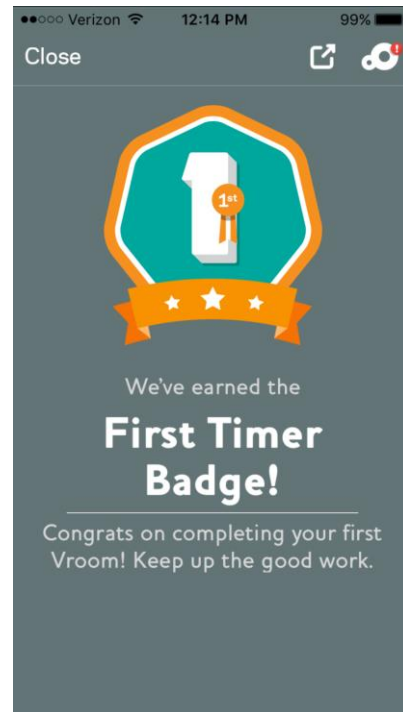 Verizon 12:14 PM 99%
Close
!
1
1st
We've earned the
First Timer
Badge!
Congrats on completing your first
Vroom! Keep up the good work.